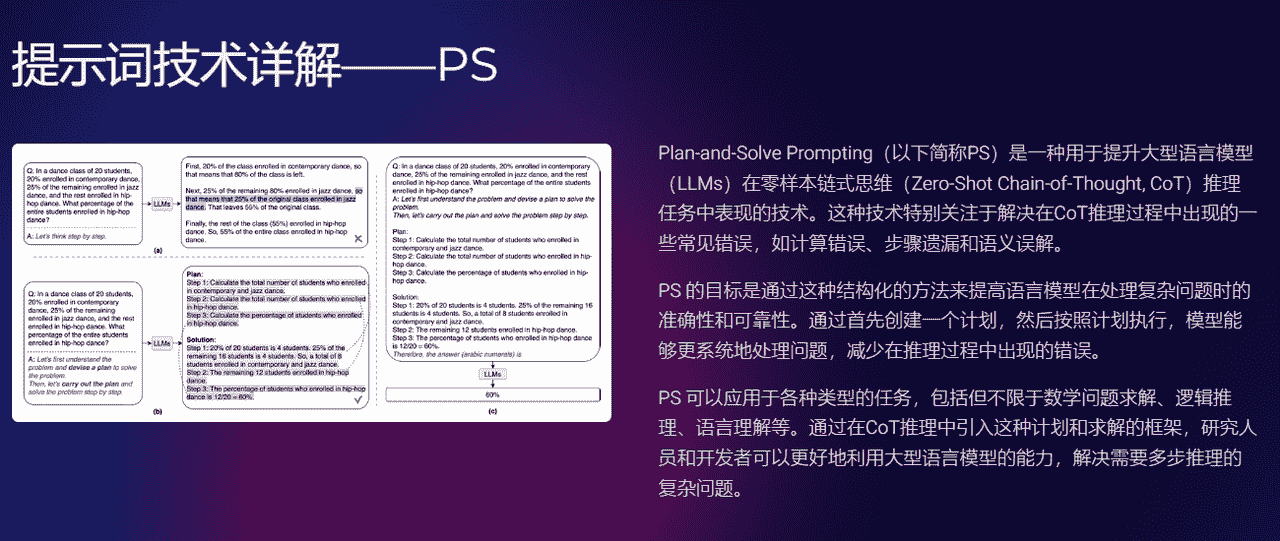 提示词技术详解——PS
Q: In a dance class of 20 students,
20% enrolled in contemporary dance,
25% of the remaining enrolled in jazz
dance, and the rest enrolled in hip-hop
dance. What percentage of the entire
students enrolled in hip-hop
dance?
A: Let's think step by step.
LLMs
First, 20% of the class enrolled in contemporary dance, so
that means that 80% of the class is left.
Next, 25% of the remaining 80% enrolled in jazz dance, so
that means that 25% of the original class enrolled in jazz
dance. That leaves 55% of the original class.
Finally, the rest of the class (55%) enrolled in hip-hop
dance. So, 55% of the entire class enrolled in hip-hop
dance.
(a)
Q: In a dance class of 20 students,
20% enrolled in contemporary
dance, 25% of the remaining
enrolled in jazz dance, and the rest
enrolled in hip-hop dance. What
percentage of the entire students
enrolled in hip-hop dance?
A: Let's first understand the
problem and devise a plan to solve
the problem.
Then, let's carry out the plan and
solve the problem step by step.
LLMs
Plan:
Step 1: Calculate the total number of students who enrolled
in contemporary and jazz dance.
Step 2: Calculate the total number of students who enrolled
in hip-hop dance.
Step 3: Calculate the percentage of students who enrolled
in hip-hop dance.
Solution:
Step 1: 20% of 20 students is 4 students. 25% of the
remaining 16 students is 4 students. So, a total of 8
students enrolled in contemporary and jazz dance.
Step 2: The remaining 12 students enrolled in hip-hop
dance.
Step 3: The percentage of students who enrolled in hip-hop
dance is 12/20 = 60%.
(b)
Q: In a dance class of 20 students, 20% enrolled in contemporary
dance, 25% of the remaining enrolled in jazz dance, and the rest
enrolled in hip-hop dance. What percentage of the entire students
enrolled in hip-hop dance?
A: Let's first understand the problem and devise a plan to solve the
problem.
Then, let's carry out the plan and solve the problem step by step.
Plan:
Step 1: Calculate the total number of students who enrolled in
contemporary and jazz dance.
Step 2: Calculate the total number of students who enrolled in hip-hop
dance.
Step 3: Calculate the percentage of students who enrolled in hip-
hop dance.
Solution:
Step 1: 20% of 20 students is 4 students. 25% of the remaining 16
students is 4 students. So, a total of 8 students enrolled in
contemporary and jazz dance.
Step 2: The remaining 12 students enrolled in hip-hop dance.
Step 3: The percentage of students who enrolled in hip-hop dance
is 12/20 = 60%.
Therefore, the answer (arabic numerals) is
LLMs
60%
(c)
Plan-and-Solve Prompting（以下简称PS）是一种用于提升大型语言模型
（LLMs）在零样本链式思维（Zero-Shot Chain-of-Thought, CoT）推理
任务中表现的技术。这种技术特别关注于解决在CoT推理过程中出现的一
些常见错误，如计算错误、步骤遗漏和语义误解。
PS 的目标是通过这种结构化的方法来提高语言模型在处理复杂问题时的
准确性和可靠性。通过首先创建一个计划，然后按照计划执行，模型能
够更系统地处理问题，减少在推理过程中出现的错误。
PS 可以应用于各种类型的任务，包括但不限于数学问题求解、逻辑推
理、语言理解等。通过在CoT推理中引入这种计划和求解的框架，研究人
员和开发者可以更好地利用大型语言模型的能力，解决需要多步推理的
复杂问题。